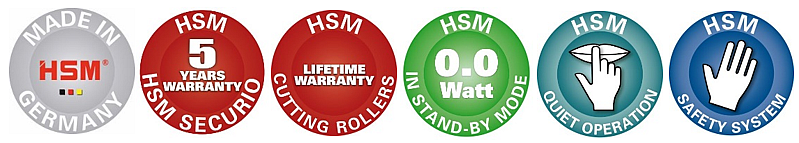 MADE IN
HSM®
GERMANY
HSM
5
YEARS
WARRANTY
HSM SECURIO
HSM
LIFETIME
WARRANTY
CUTTING ROLLERS
HSM
0.0
Watt
IN STAND-BY MODE
HSM
QUIET OPERATION
HSM
SAFETY SYSTEM